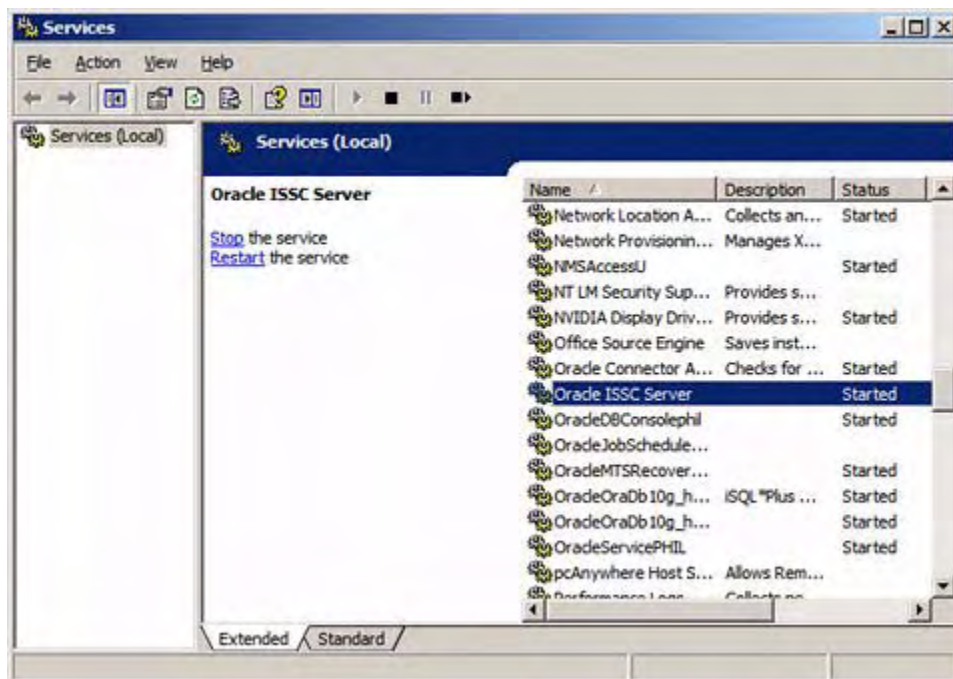 Services
File Action View Help
Services (Local)
Services (Local)
Oracle ISSC Server
Stop the service
Restart the service
Name Description Status
Network Location A... Collects an... Started
Network Provisionin... Manages X...
NMSAccessU Started
NT LM Security Sup... Provides s...
NVIDIA Display Driv... Provides s... Started
Office Source Engine Saves inst...
Oracle Connector A... Checks for ... Started
Oracle ISSC Server Started
OracleDBConsolephil Started
OracleJobSchedule...
OracleMTSRecover... Started
OracleOraDb10g_h... iSQL*Plus ... Started
OracleOraDb10g_h... Started
OracleServicePHIL Started
pcAnywhere Host S... Allows Rem...
Extended Standard